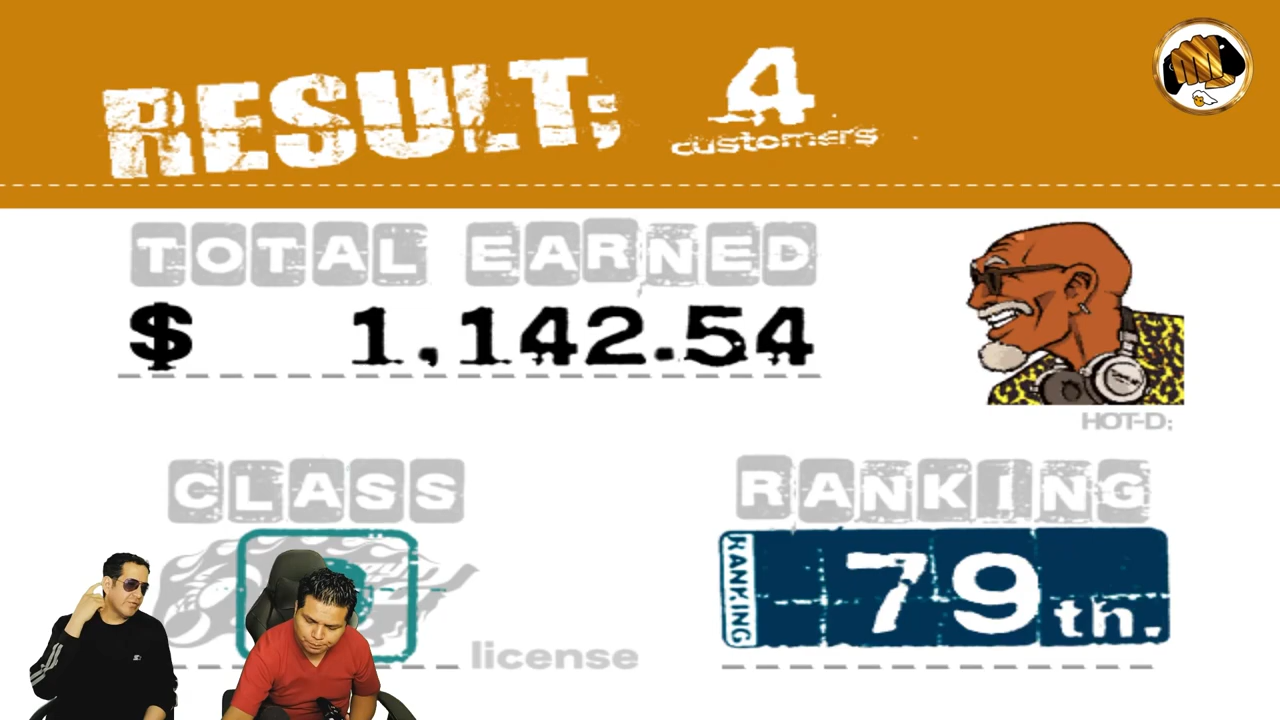 RESULT; 4
customers
TOTAL EARNED
$ 1,142.54
HOT-D;
CLASS
RANKING
RANKING 79th.
license